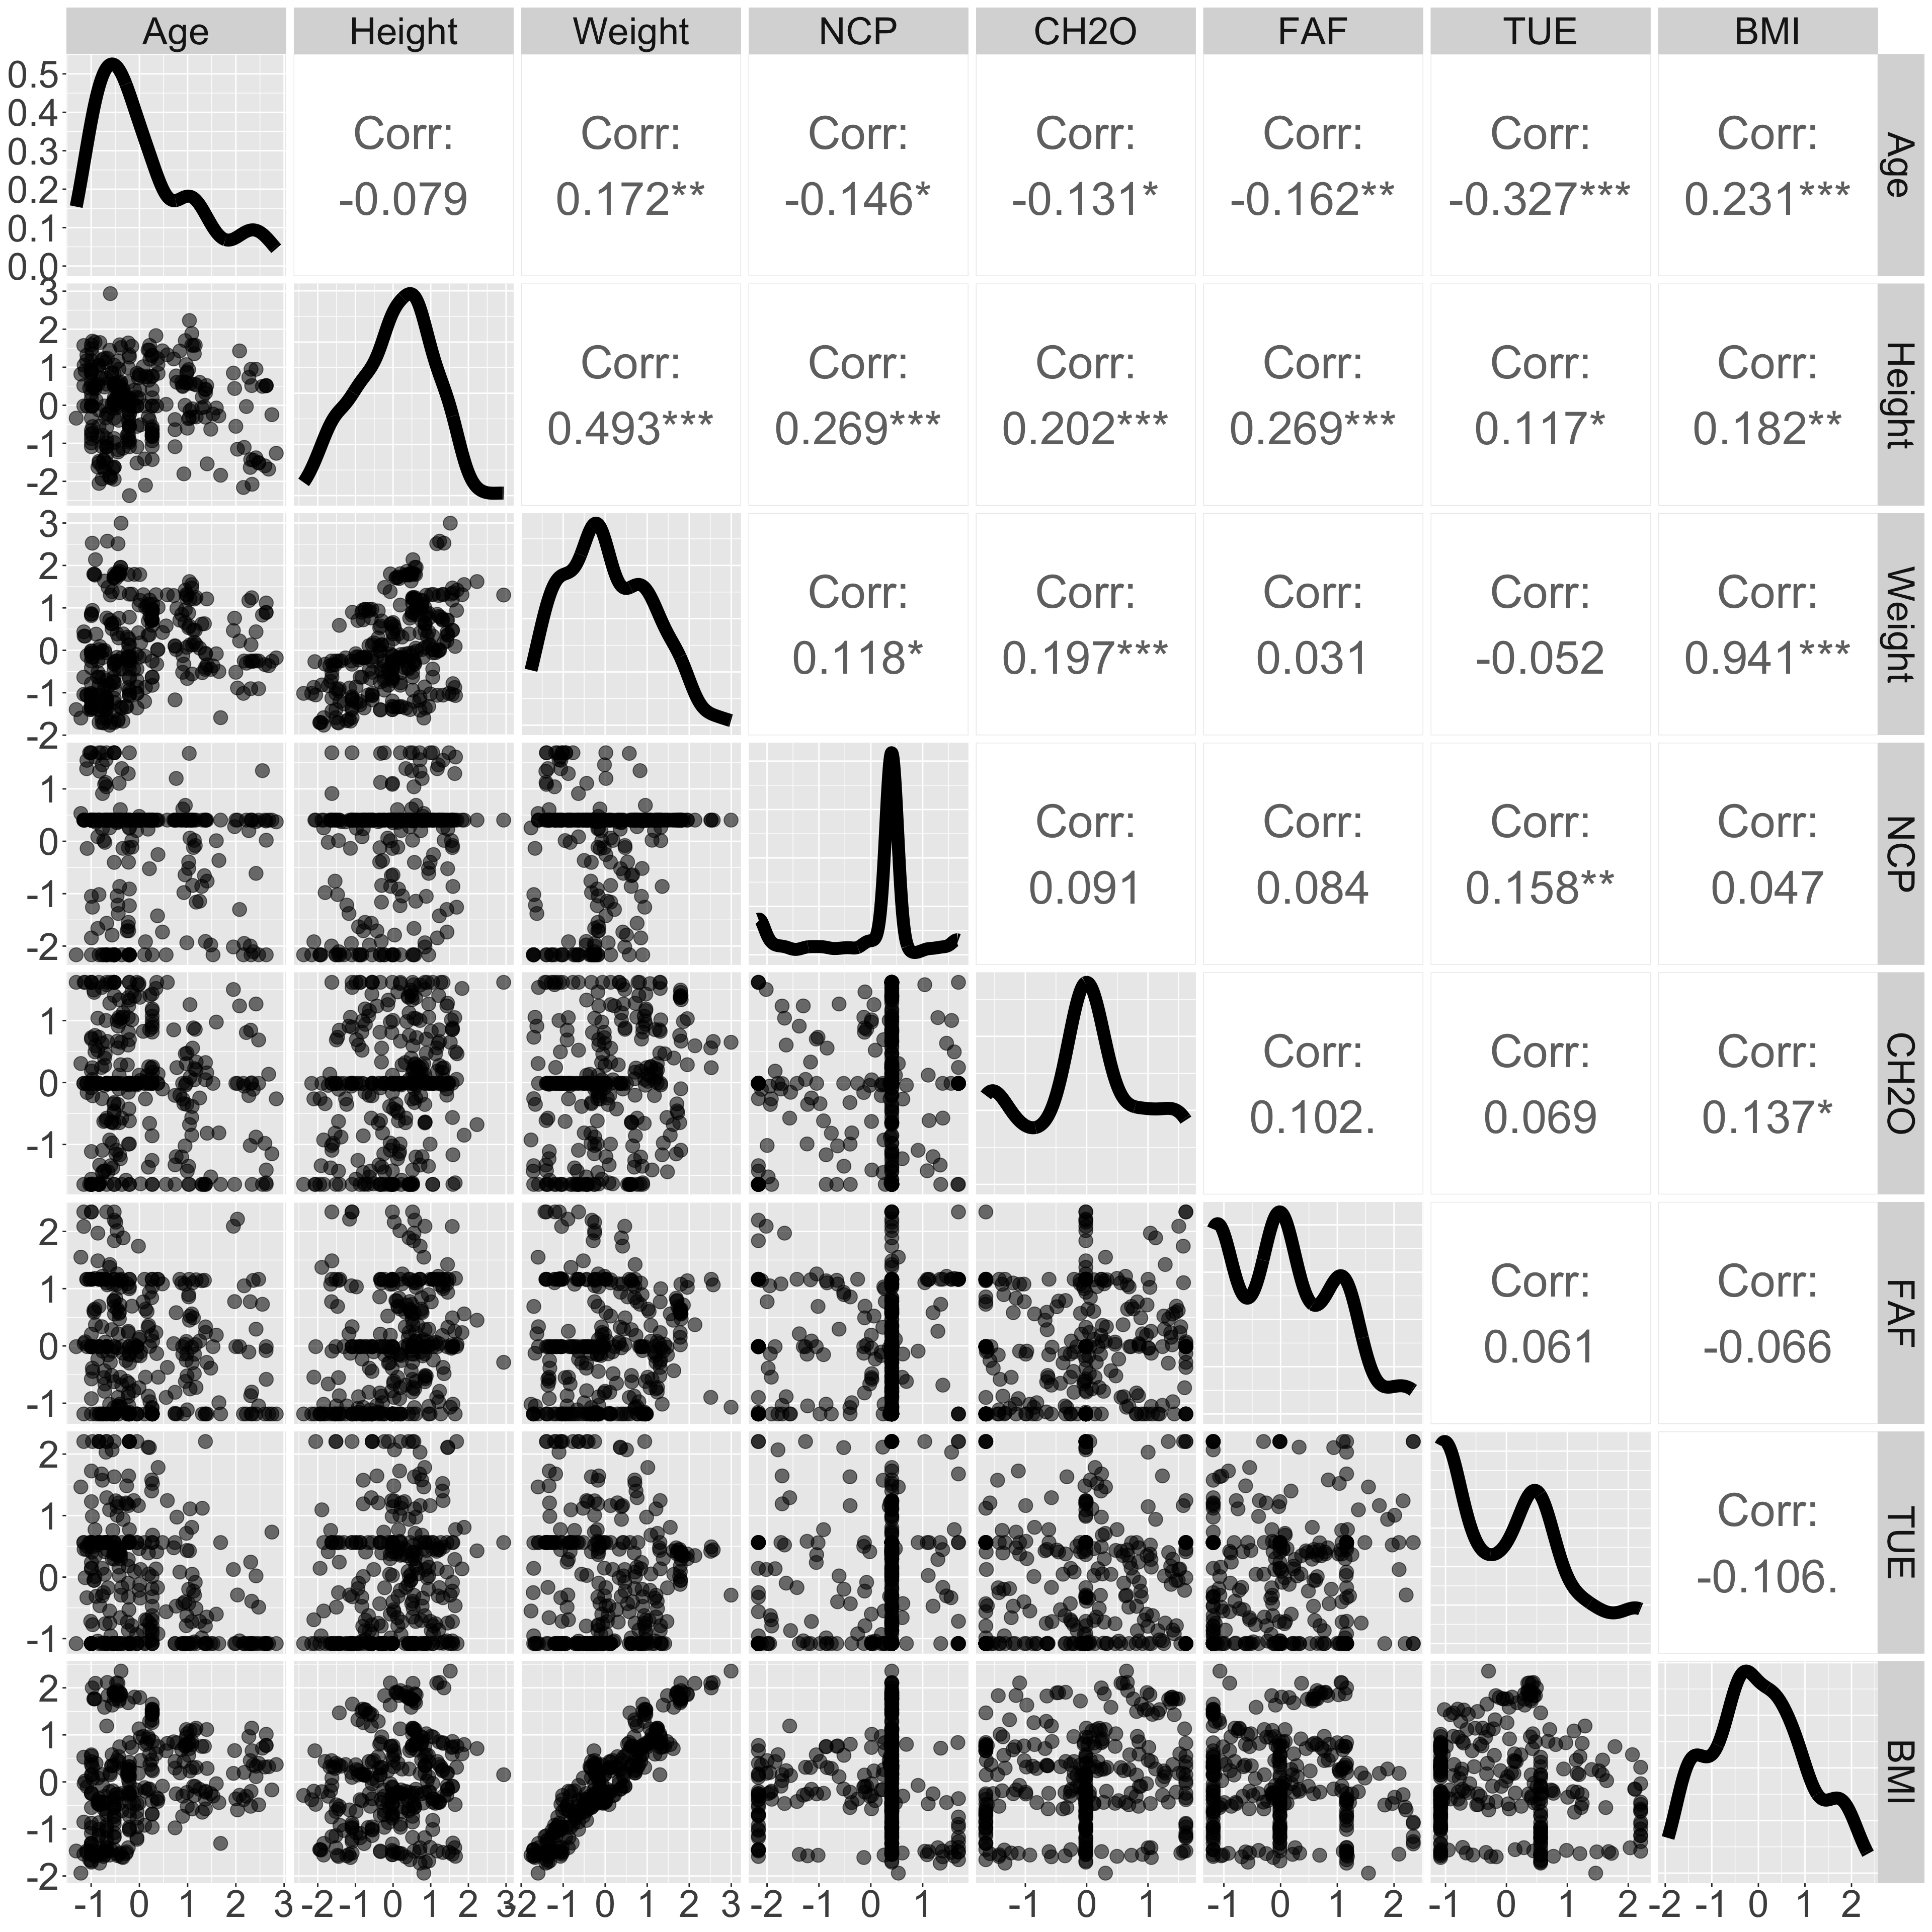 Age Height Weight NCP CH2O FAF TUE BMI
0.5
0.4
0.3
0.2
0.1
0.0
Corr: Corr: Corr: Corr: Corr: Corr: Corr:
-0.079 0.172** -0.146* -0.131* -0.162** -0.327*** 0.231***
Age
3
2
1
0
-1
-2
Corr: Corr: Corr: Corr: Corr: Corr:
0.493*** 0.269*** 0.202*** 0.269*** 0.117* 0.182**
Height
3
2
1
0
-1
-2
Corr: Corr: Corr: Corr: Corr:
0.118* 0.197*** 0.031 -0.052 0.941***
Weight
1
0
-1
-2
Corr: Corr: Corr: Corr:
0.091 0.084 0.158** 0.047
NCP
1
0
-1
Corr: Corr: Corr:
0.102. 0.069 0.137*
CH2O
2
1
0
-1
Corr: Corr:
0.061 -0.066
FAF
2
1
0
-1
Corr:
-0.106.
TUE
2
1
0
-1
-2
BMI
-1 0 1 2 3 -2 -1 0 1 2 3 -2 -1 0 1 2 3 -2 -1 0 1 -1 0 1 -1 0 1 2 -1 0 1 2 -2 -1 0 1 2